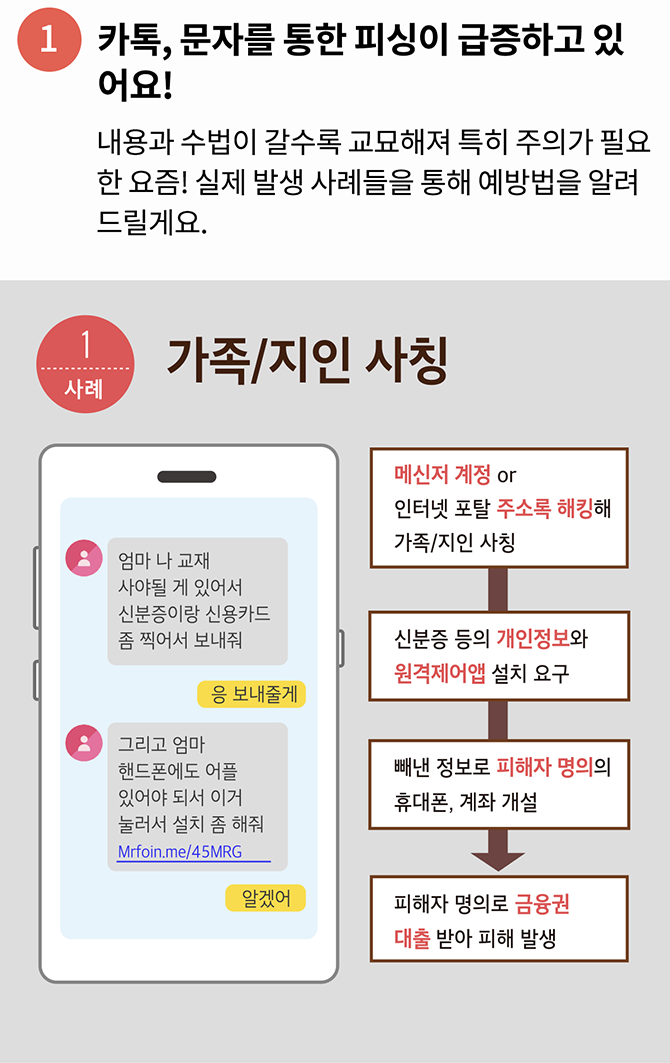 1
카톡, 문자를 통한 피싱이 급증하고 있
어요!
내용과 수법이 갈수록 교묘해져 특히 주의가 필요
한 요즘! 실제 발생 사례들을 통해 예방법을 알려
드릴게요.
1
사례
가족/지인 사칭
엄마 나 교재
사야될 게 있어서
신분증이랑 신용카드
좀 찍어서 보내줘
응 보내줄게
그리고 엄마
핸드폰에도 어플
있어야 되서 이거
눌러서 설치 좀 해줘
Mrfoin.me/45MRG
알겠어
메신저 계정 or
인터넷 포탈 주소록 해킹해
가족/지인 사칭
신분증 등의 개인정보와
원격제어앱 설치 요구
빼낸 정보로 피해자 명의의
휴대폰, 계좌 개설
피해자 명의로 금융권
대출 받아 피해 발생